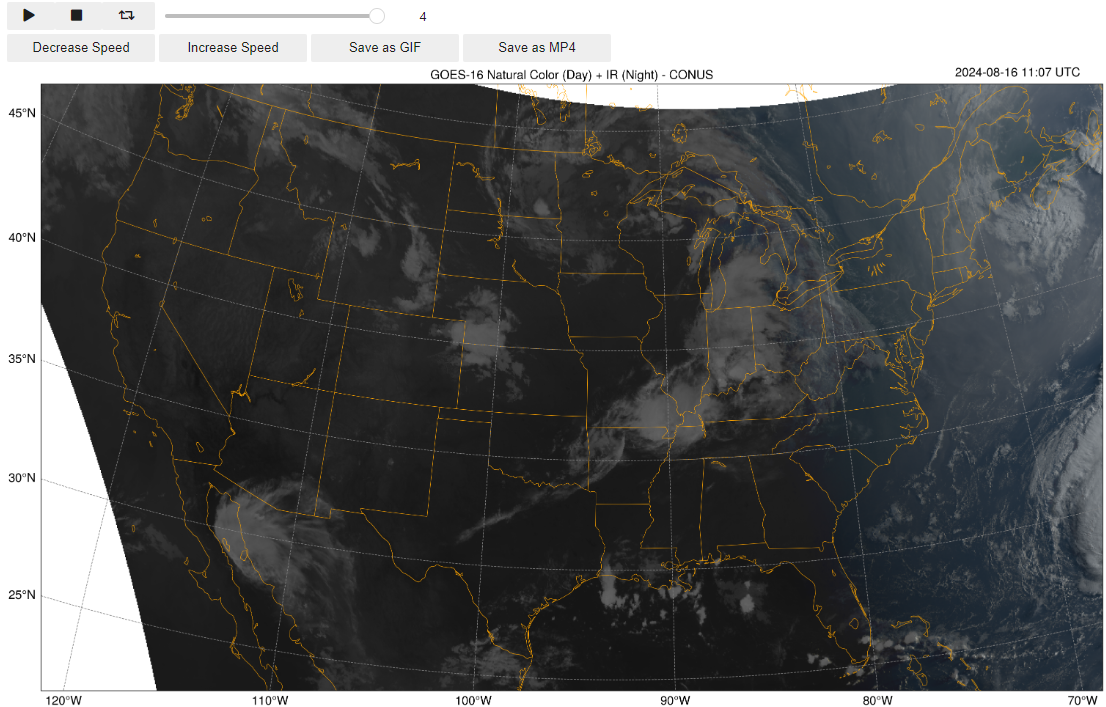 4
Decrease Speed Increase Speed Save as GIF Save as MP4
GOES-16 Natural Color (Day) + IR (Night) - CONUS 2024-08-16 11:07 UTC
45°N
40°N
35°N
30°N
25°N
120°W 110°W 100°W 90°W 80°W 70°W